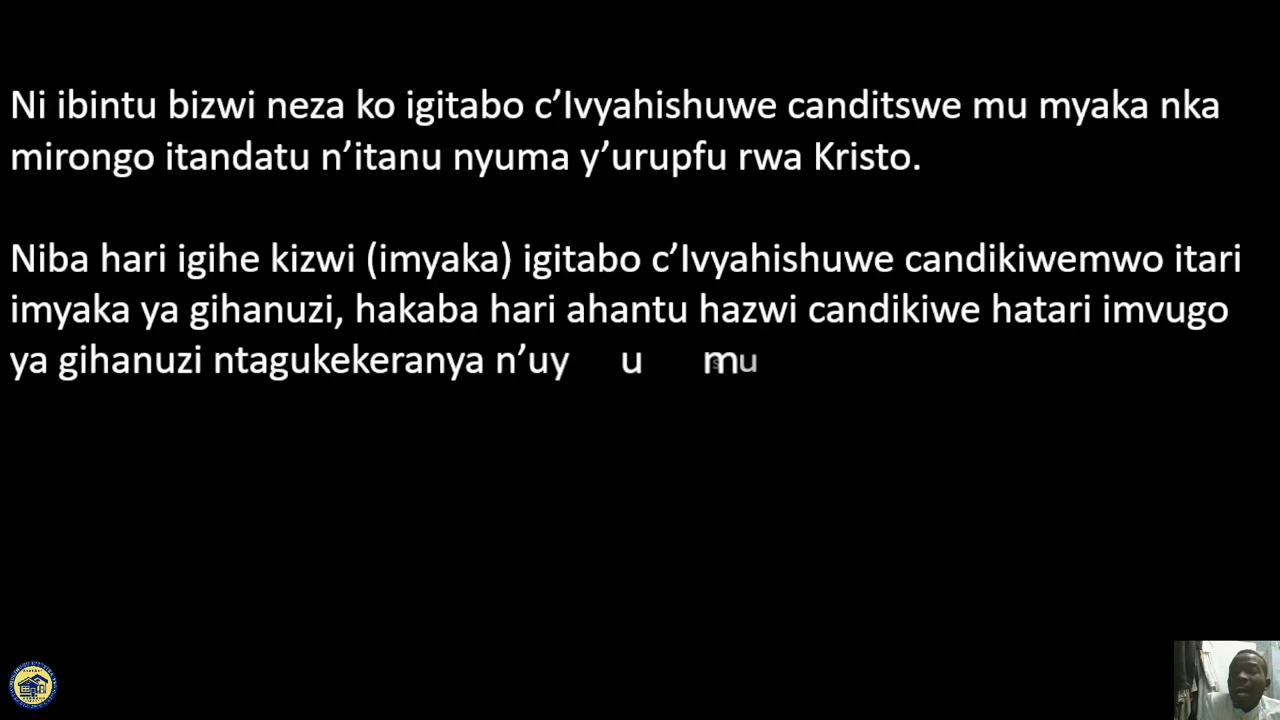 Ni ibintu bizwi neza ko igitabo c’Ivyahishuwe canditswe mu myaka nka
mirongo itandatu n’itanu nyuma y’urupfu rwa Kristo.
Niba hari igihe kizwi (imyaka) igitabo c’Ivyahishuwe candikiwemwo itari
imyaka ya gihanuzi, hakaba hari ahantu hazwi candikiwe hatari imvugo
ya gihanuzi ntagukekeranya n’uy u mu